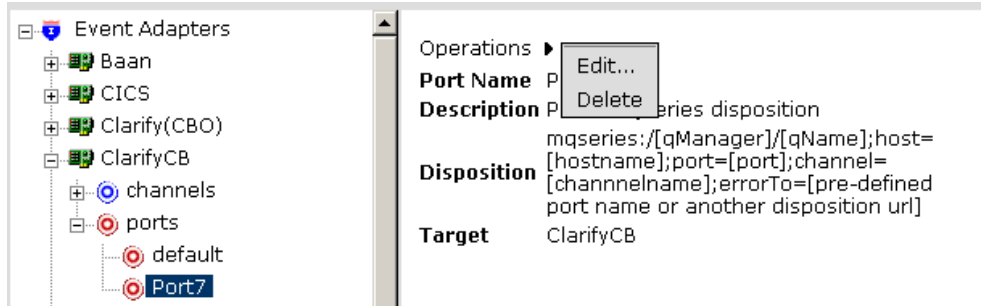 Event Adapters
Baan
CICS
Clarify(CBO)
ClarifyCB
channels
ports
default
Port7
Operations
Edit...
Delete
Port Name P
Description P eries disposition
Disposition mqseries:/[qManager]/[qName];host=
[hostname];port=[port];channel=
[channnelname];errorTo=[pre-defined
port name or another disposition url]
Target ClarifyCB